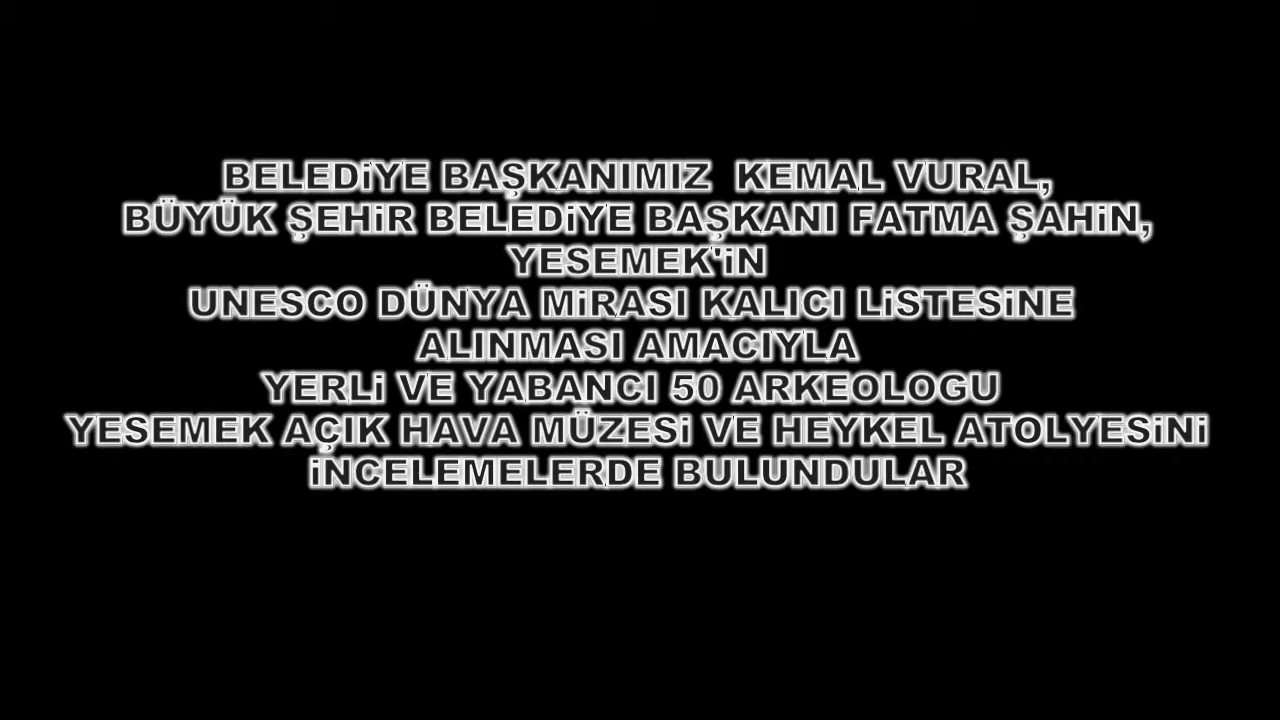 BELEDiYE BAŞKANIMIZ  KEMAL VURAL,
BÜYÜK ŞEHiR BELEDiYE BAŞKANI FATMA ŞAHiN,
YESEMEK'iN
UNESCO DÜNYA MiRASI KALICI LiSTESiNE
ALINMASI AMACIYLA
YERLi VE YABANCI 50 ARKEOLOGU
YESEMEK AÇIK HAVA MÜZESi VE HEYKEL ATOLYESiNi
iNCELEMELERDE BULUNDULAR